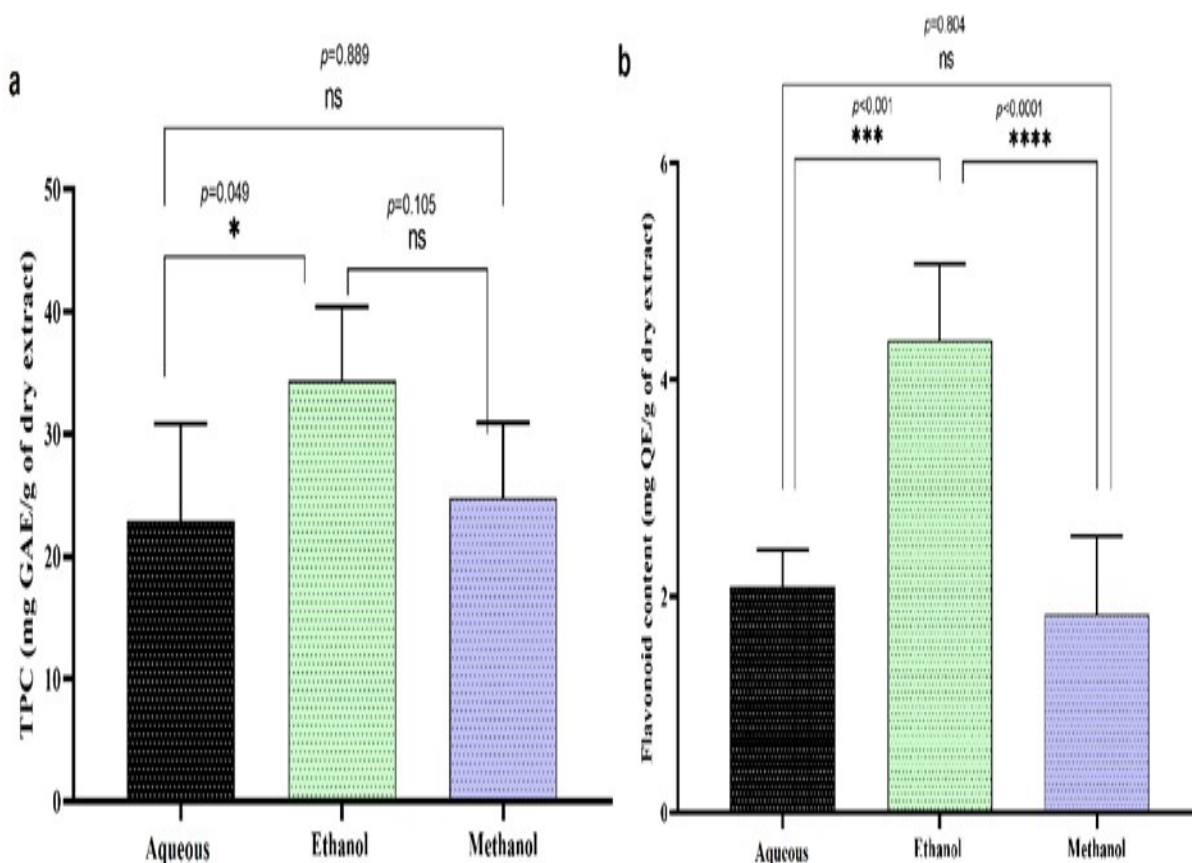 a
p=0.889
ns
p=0.049
*
p=0.105
ns
TPC (mg GAE/g of dry extract)
50
40
30
20
10
0
Aqueous
Ethanol
Methanol
b
p=0.804
ns
p<0.001
***
p<0.0001
****
Flavonoid content (mg QE/g of dry extract)
6
4
2
0
Aqueous
Ethanol
Methanol